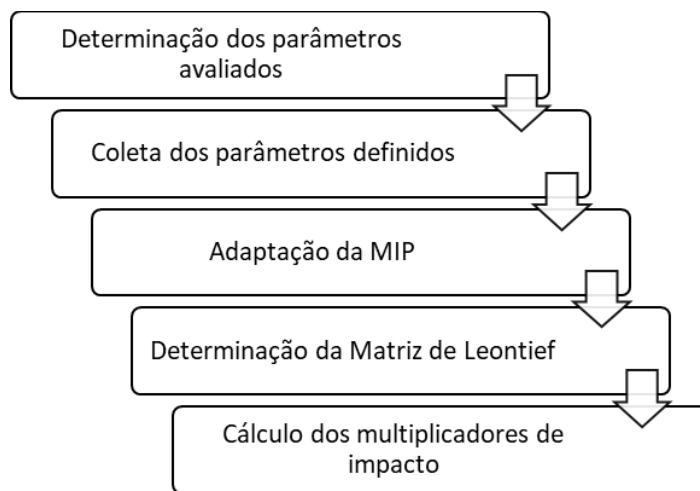 Determinação dos parâmetros
avaliados
Coleta dos parâmetros definidos
Adaptação da MIP
Determinação da Matriz de Leontief
Cálculo dos multiplicadores de
impacto